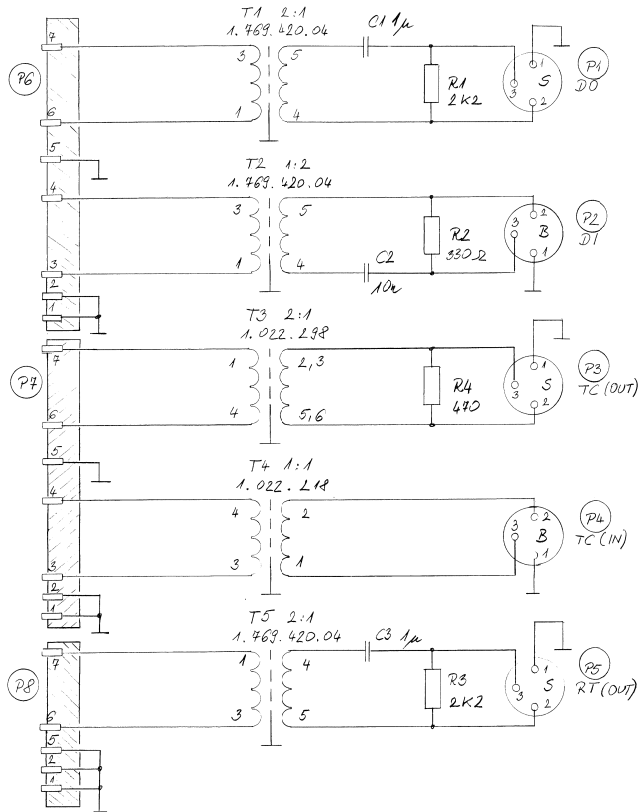 T1 2:1
1.769.420.04
C1 1µ
7
3
5
R1
2K2
1
S
3
2
P1
DO
P6
6
1
4
5
T2 1:2
1.769.420.04
4
3
5
R2
330Ω
2
B
3
1
P2
DI
3
1
4
C2
10n
2
1
T3 2:1
1.022.298
7
1
2,3
R4
470
1
S
3
2
P3
TC (OUT)
P7
6
4
5,6
5
T4 1:1
1.022.218
4
4
2
2
B
3
1
P4
TC (IN)
3
3
1
2
1
T5 2:1
1.769.420.04
C3 1µ
7
1
4
R3
2K2
1
S
3
2
P5
RT (OUT)
P8
6
3
5
5
2
1